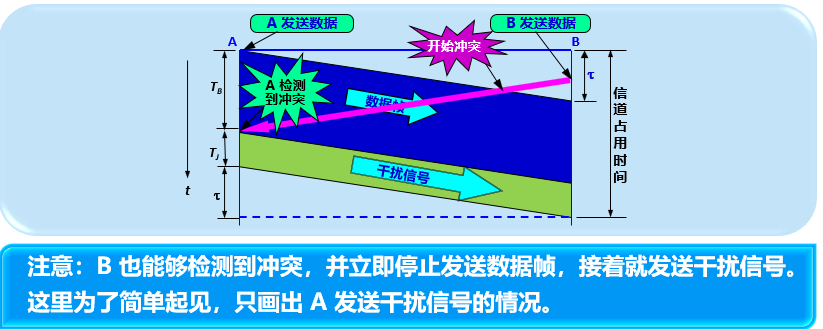 A 发送数据
B 发送数据
A
B
开始冲突
τ
T_B
A 检测
到冲突
数据帧
信道占用时间
T_J
干扰信号
t
τ
注意：B 也能够检测到冲突，并立即停止发送数据帧，接着就发送干扰信号。
这里为了简单起见，只画出 A 发送干扰信号的情况。